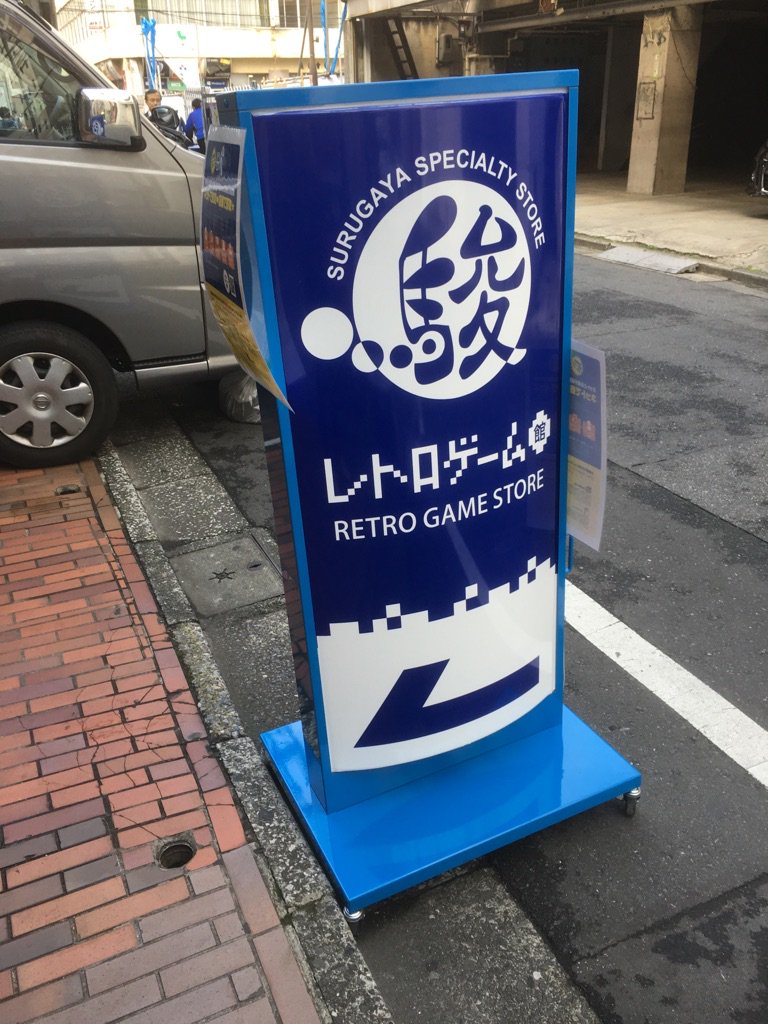 SURUGAYA SPECIALTY STORE
駿
レトロゲーム館
RETRO GAME STORE